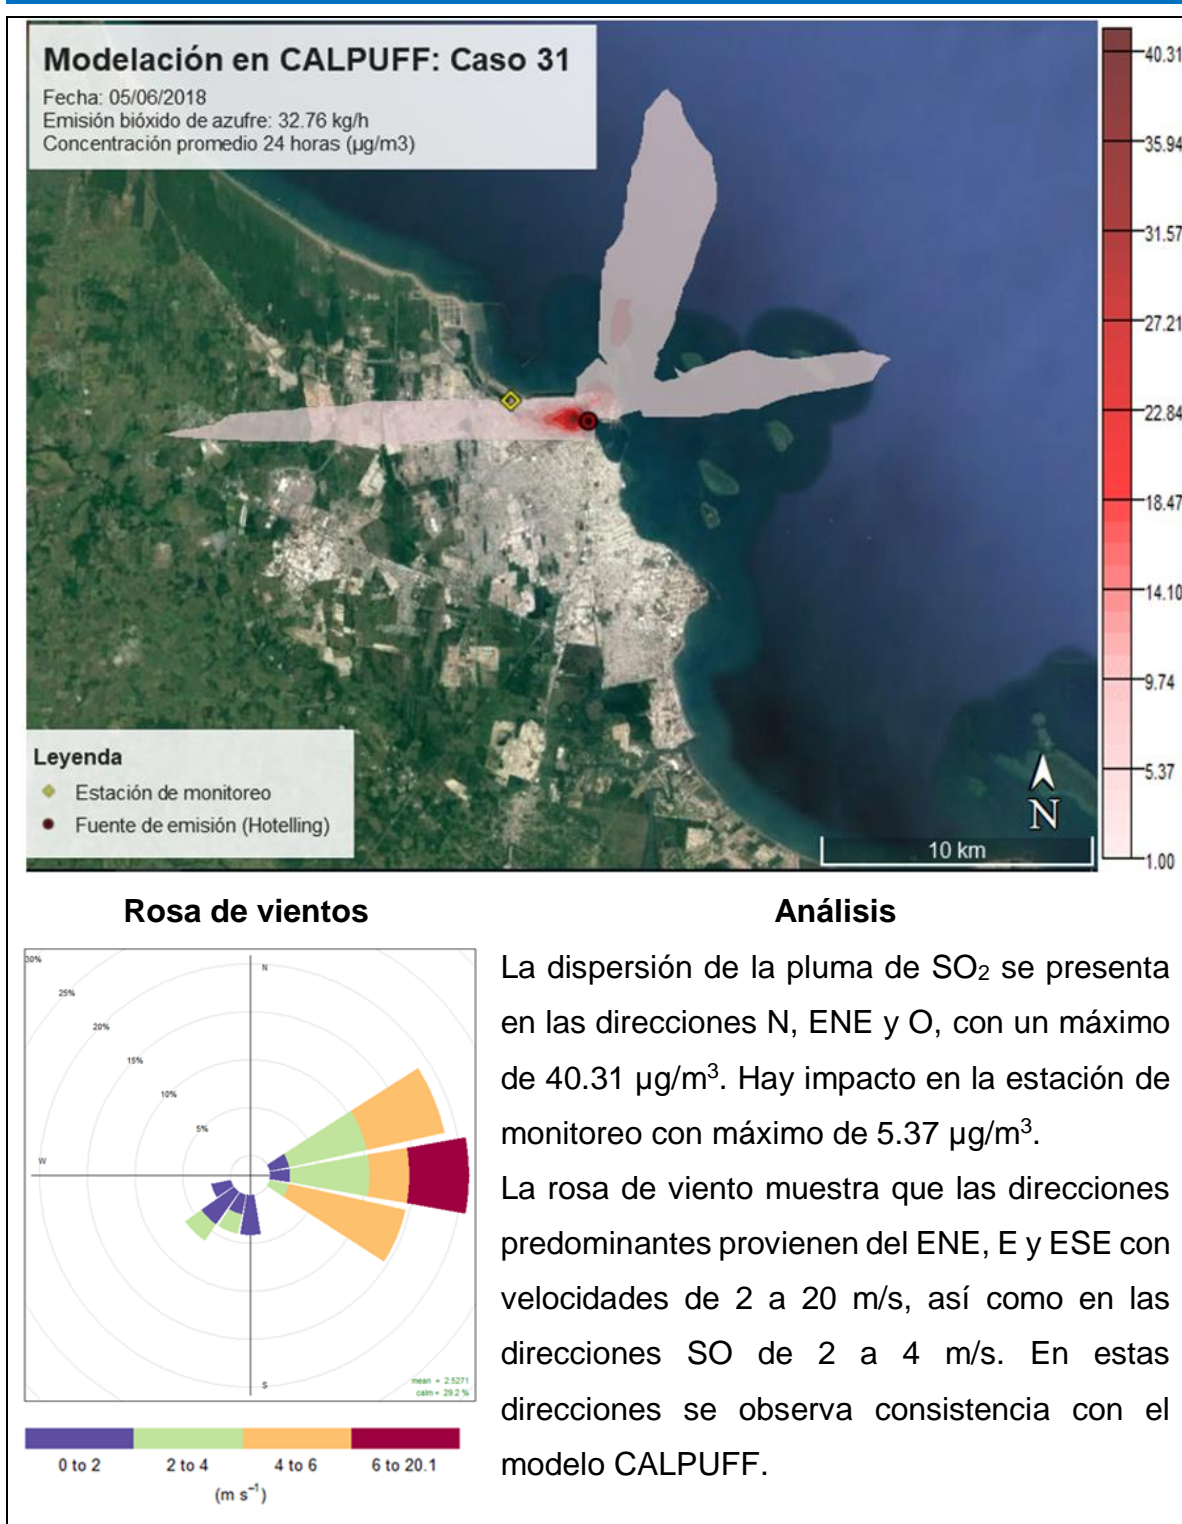 Modelación en CALPUFF: Caso 31
Fecha: 05/06/2018
Emisión bióxido de azufre: 32.76 kg/h
Concentración promedio 24 horas (µg/m3)
40.31
35.94
31.57
27.21
22.84
18.47
14.10
9.74
5.37
1.00
Leyenda
Estación de monitoreo
Fuente de emisión (Hotelling)
N
10 km
Rosa de vientos
30%
25%
20%
15%
10%
5%
N
W
S
mean = 2.5271
calm = 29.2 %
0 to 2
2 to 4
4 to 6
6 to 20.1
(m s⁻¹)
Análisis
La dispersión de la pluma de SO₂ se presenta
en las direcciones N, ENE y O, con un máximo
de 40.31 µg/m³. Hay impacto en la estación de
monitoreo con máximo de 5.37 µg/m³.
La rosa de viento muestra que las direcciones
predominantes provienen del ENE, E y ESE con
velocidades de 2 a 20 m/s, así como en las
direcciones SO de 2 a 4 m/s. En estas
direcciones se observa consistencia con el
modelo CALPUFF.